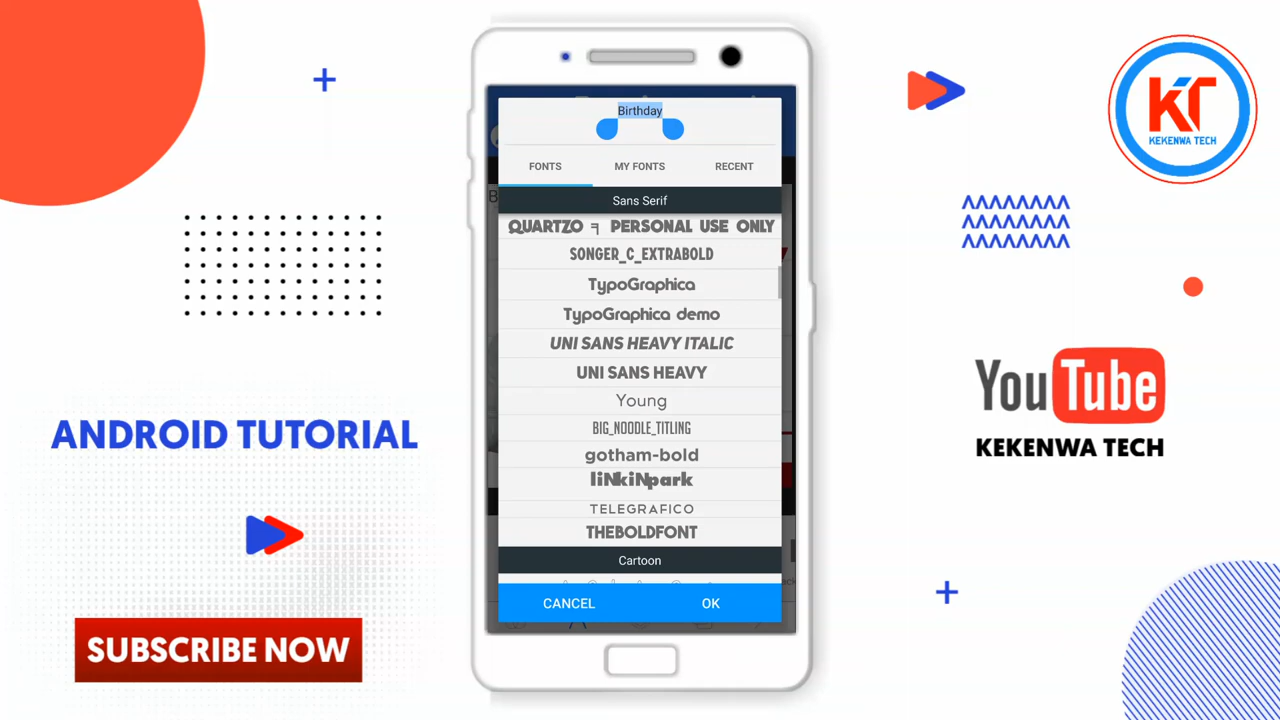 Birthday
FONTS
MY FONTS
RECENT
Sans Serif
PERSONAL USE ONLY
SONGER_C_EXTRABOLD
TypoGraphica
TypoGraphica demo
UNI SANS HEAVY ITALIC
UNI SANS HEAVY
Young
BIG_NOODLE_TITLING
gotham-bold
liNkiNpark
TELEGRAFICO
THEBOLDFONT
Cartoon
CANCEL
OK
ANDROID TUTORIAL
SUBSCRIBE NOW
KT
KEKENWA TECH
YouTube
KEKENWA TECH